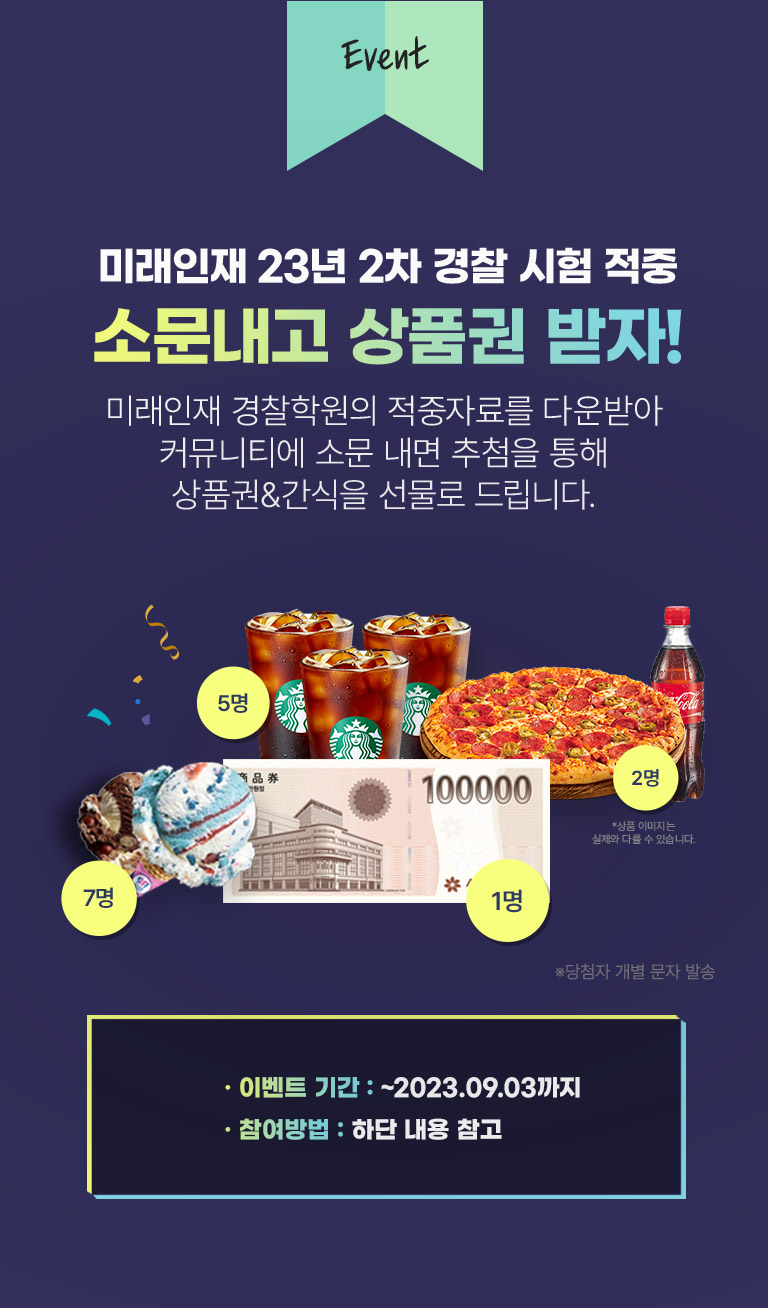 Event
미래인재 23년 2차 경찰 시험 적중
소문내고 상품권 받자!
미래인재 경찰학원의 적중자료를 다운받아
커뮤니티에 소문 내면 추첨을 통해
상품권&간식을 선물로 드립니다.
5명
2명
商品券
100000
*상품 이미지는
실제와 다를 수 있습니다.
7명
1명
※당첨자 개별 문자 발송
· 이벤트 기간 : ~2023.09.03까지
· 참여방법 : 하단 내용 참고